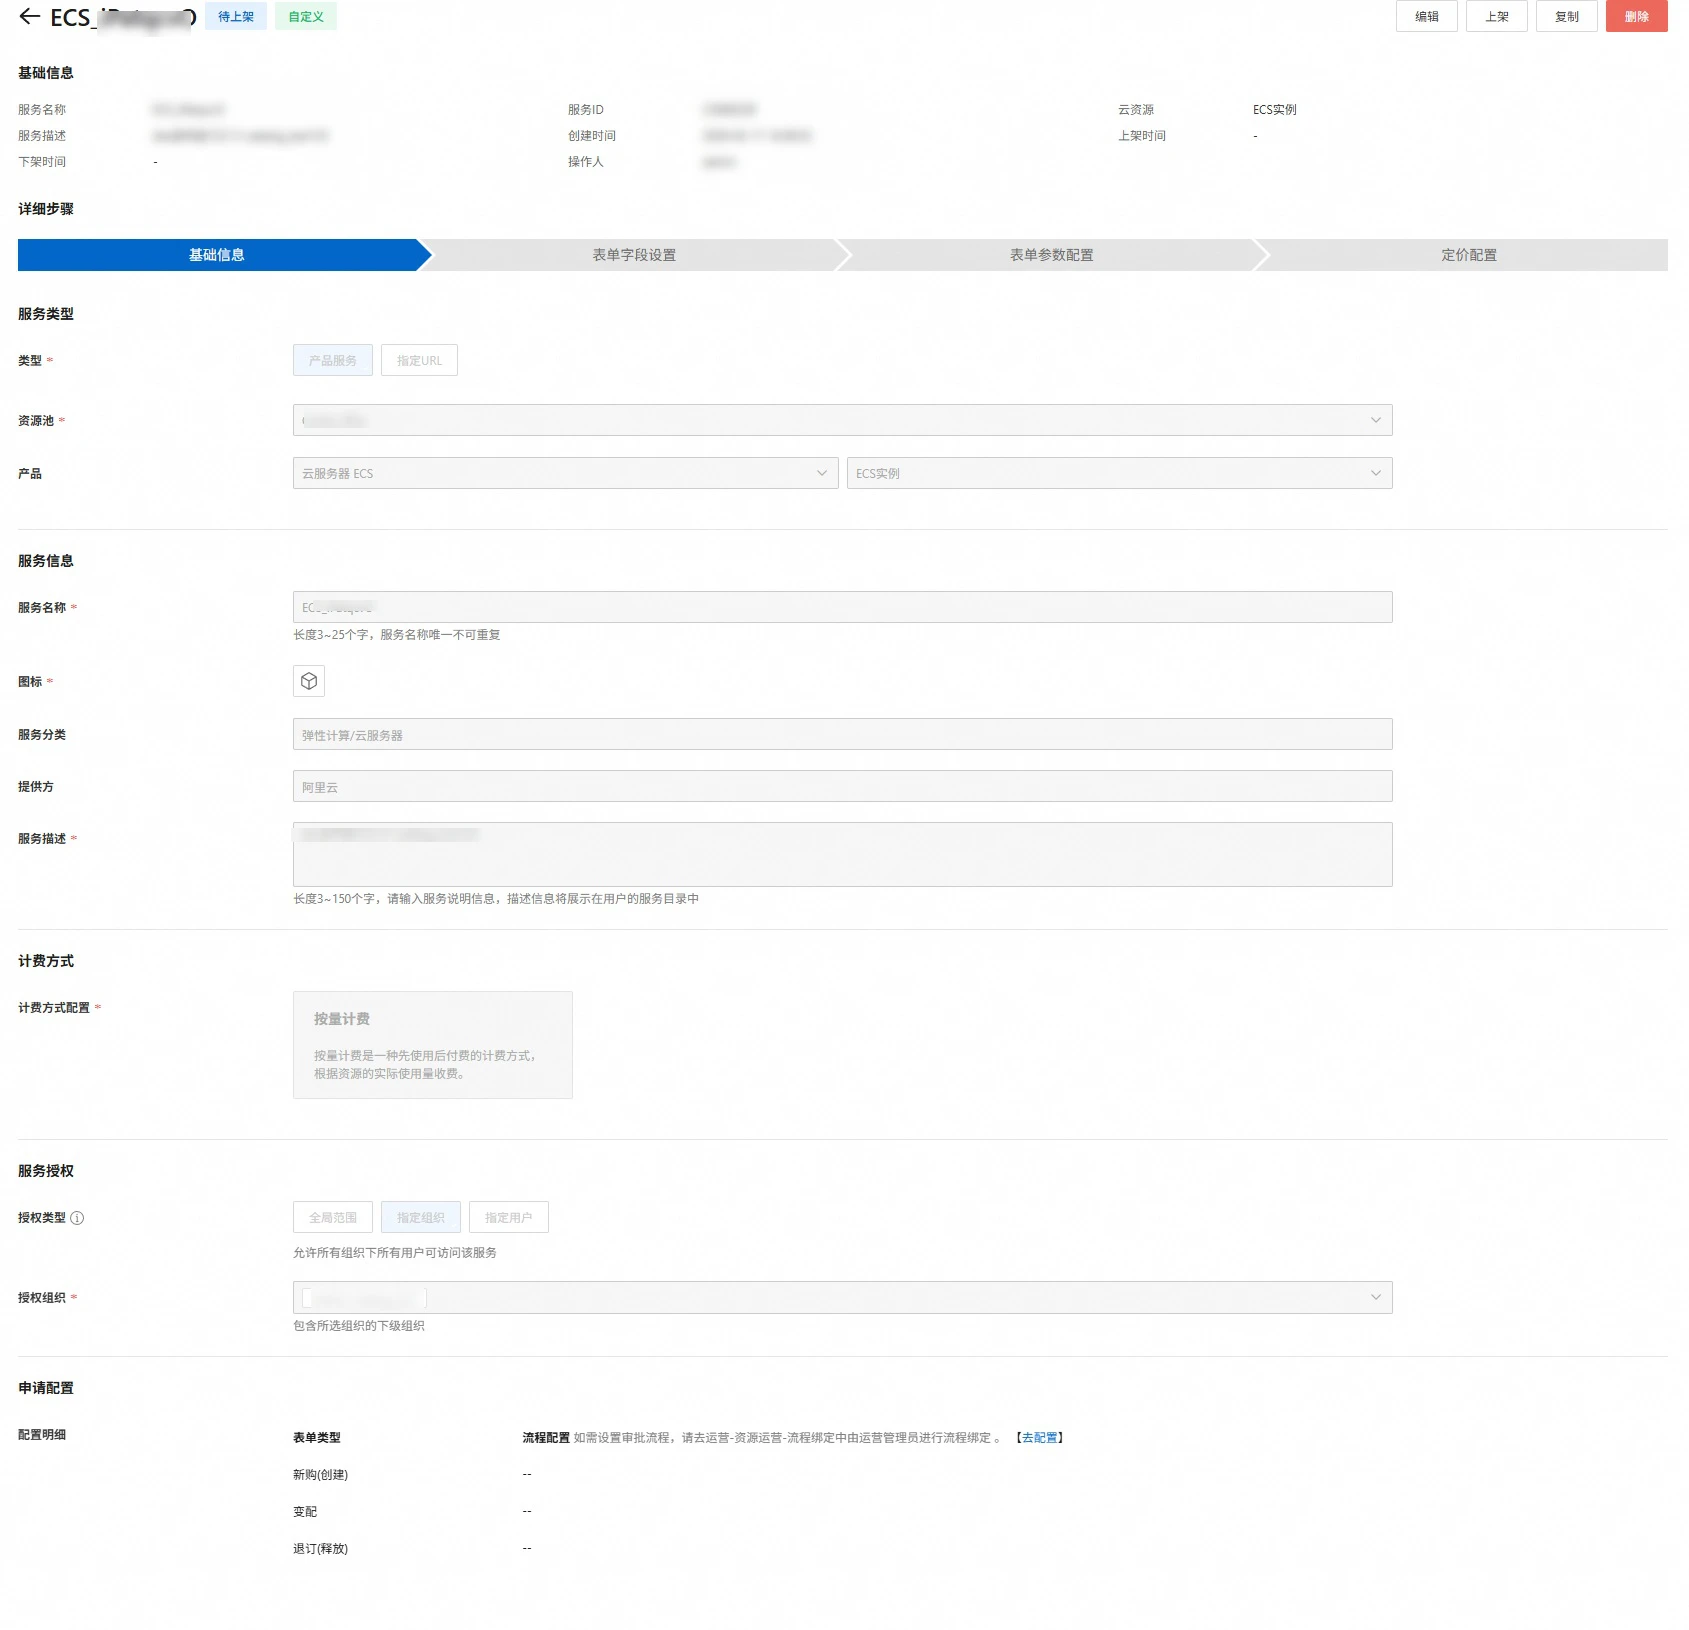 ECS_
待上架
自定义
编辑
上架
复制
删除
基础信息
服务名称
服务ID
云资源
ECS实例
服务描述
创建时间
上架时间
-
下架时间
-
操作人
详细步骤
基础信息
表单字段设置
表单参数配置
定价配置
服务类型
类型 *
产品服务
指定URL
资源池 *
产品
云服务器 ECS
ECS实例
服务信息
服务名称 *
长度3~25个字，服务名称唯一不可重复
图标 *
服务分类
弹性计算/云服务器
提供方
阿里云
服务描述 *
长度3~150个字，请输入服务说明信息，描述信息将展示在用户的服务目录中
计费方式
计费方式配置 *
按量计费
按量计费是一种先使用后付费的计费方式，
根据资源的实际使用量收费。
服务授权
授权类型
全局范围
指定组织
指定用户
允许所有组织下所有用户可访问该服务
授权组织 *
包含所选组织的下级组织
申请配置
配置明细
表单类型
流程配置 如需设置审批流程，请去运营-资源运营-流程绑定中由运营管理员进行流程绑定 。 【去配置】
新购(创建)
--
变配
--
退订(释放)
--